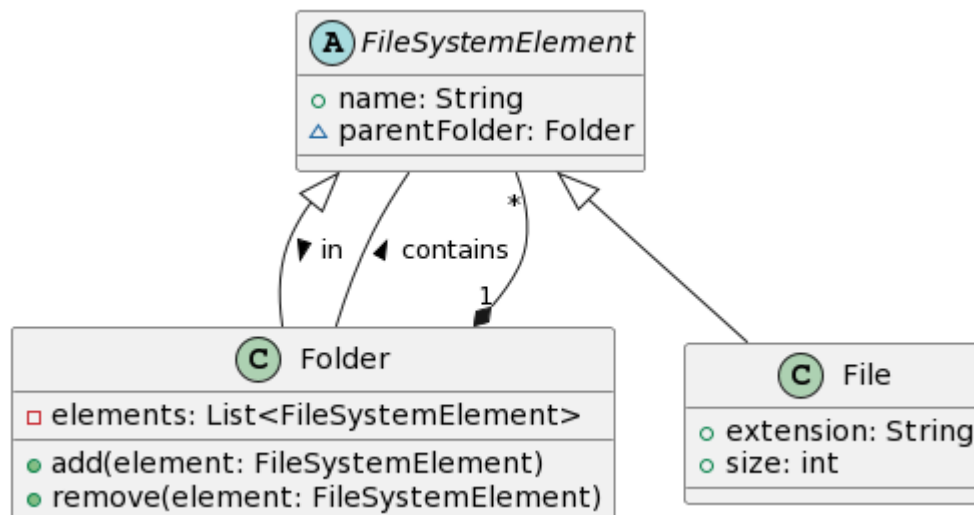 A FileSystemElement
name: String
parentFolder: Folder
*
in
contains
1
C Folder
elements: List<FileSystemElement>
add(element: FileSystemElement)
remove(element: FileSystemElement)
C File
extension: String
size: int